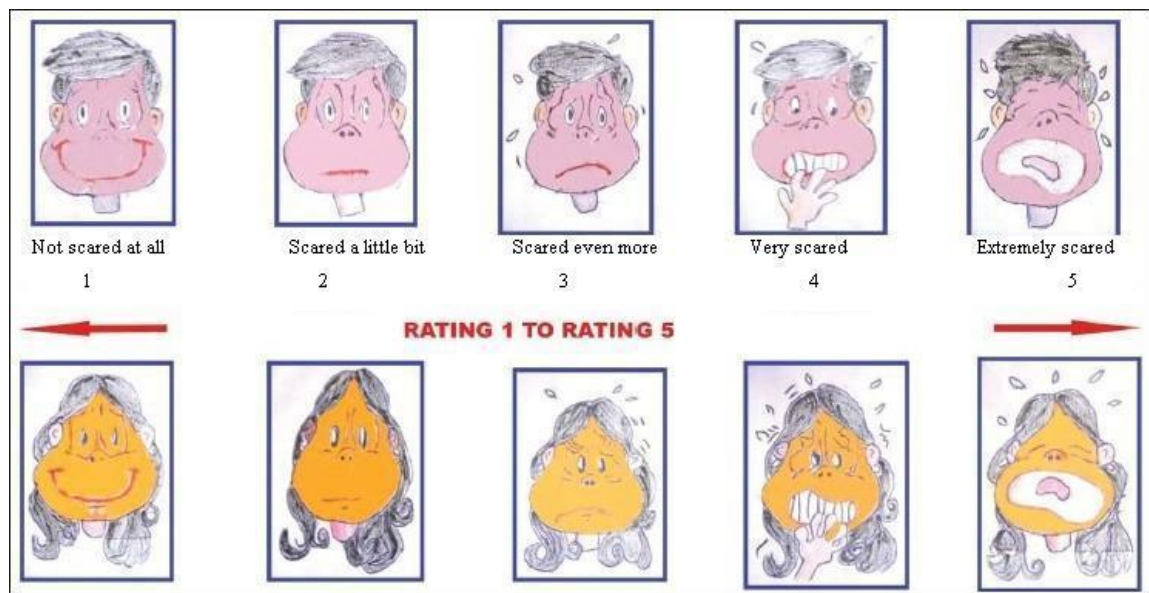 Not scared at all
Scared a little bit
Scared even more
Very scared
Extremely scared
1
2
3
4
5
RATING 1 TO RATING 5